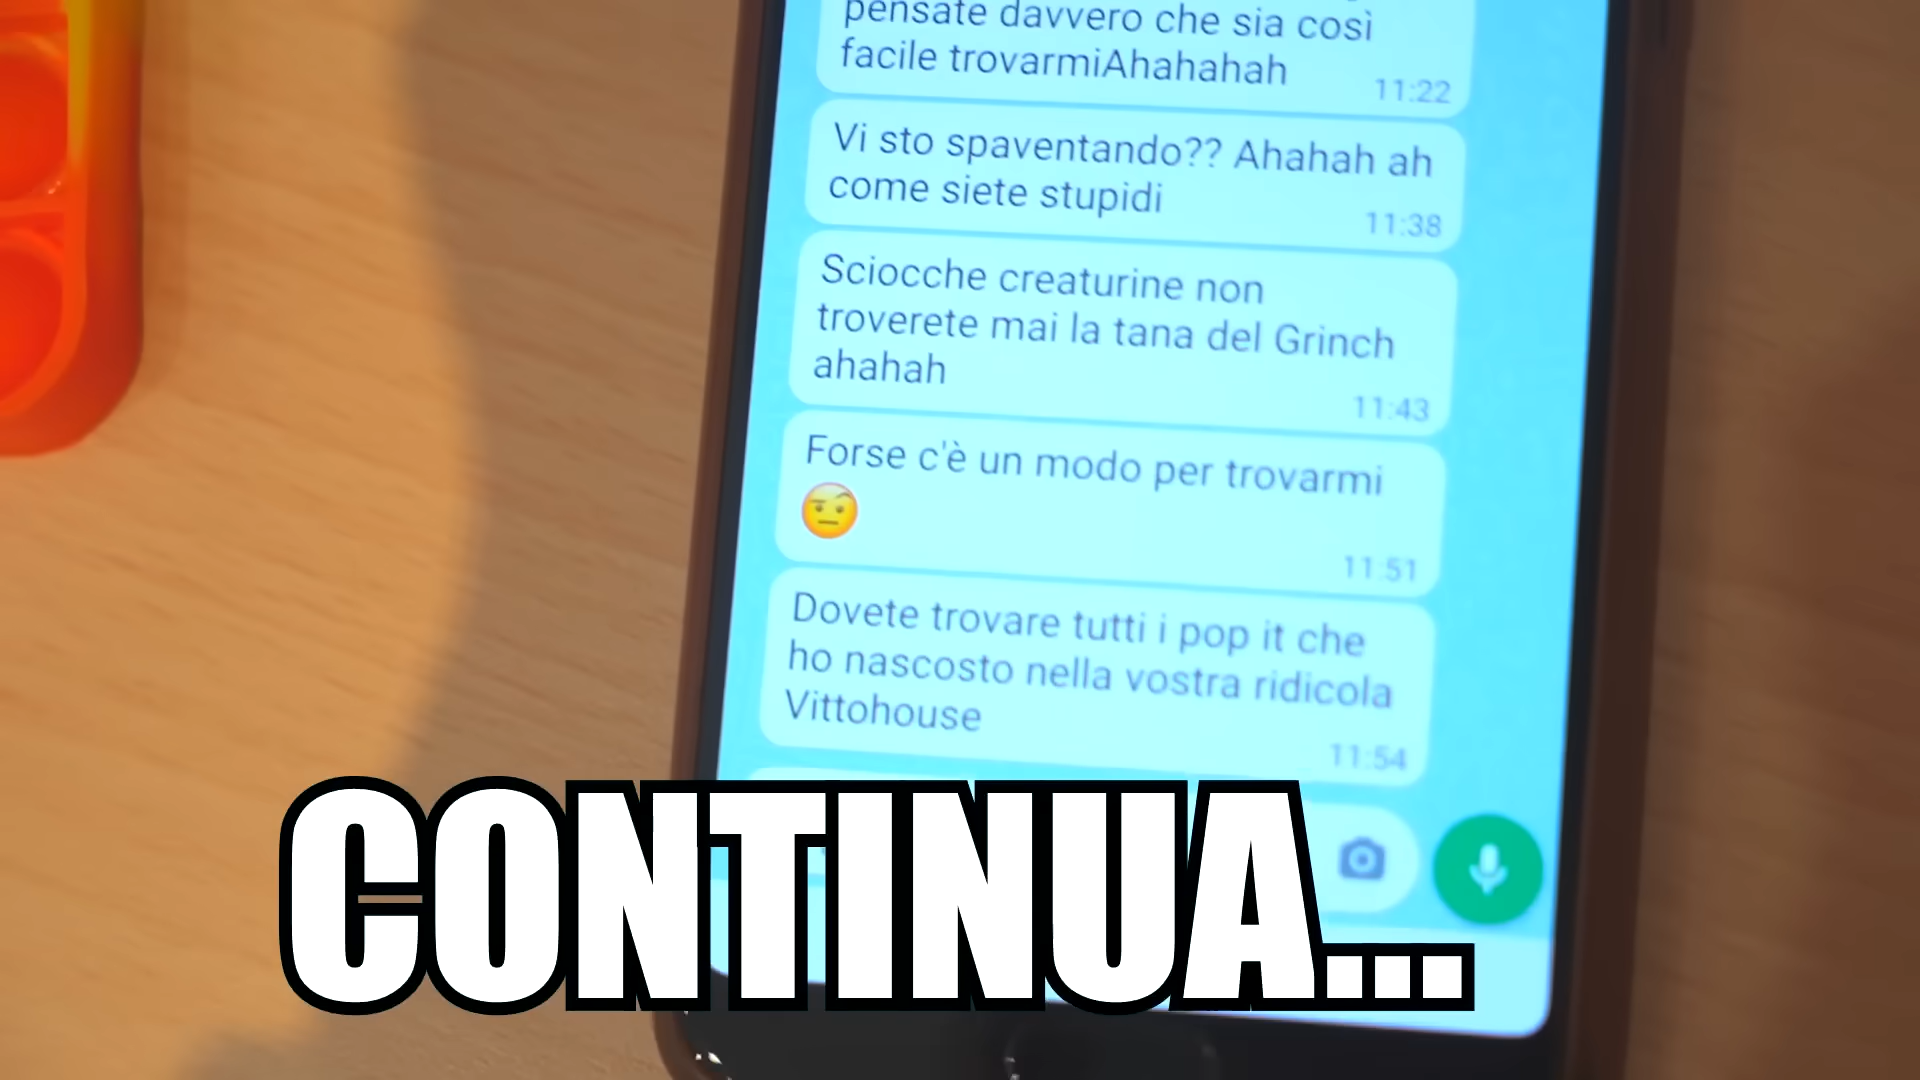 pensate davvero che sia così
facile trovarmiAhahahah
11:22
Vi sto spaventando?? Ahahah ah
come siete stupidi
11:38
Sciocche creaturine non
troverete mai la tana del Grinch
ahahah
11:43
Forse c'è un modo per trovarmi
🤨
11:51
Dovete trovare tutti i pop it che
ho nascosto nella vostra ridicola
Vittohouse
11:54
CONTINUA...